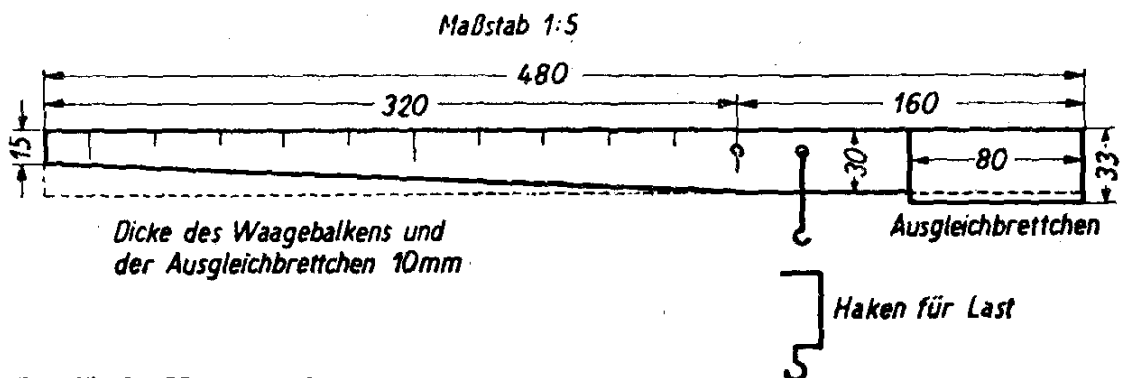 Maßstab 1:5
480
320
160
15
30
80
33
Dicke des Waagebalkens und
der Ausgleichbrettchen 10mm
Ausgleichbrettchen
Haken für Last